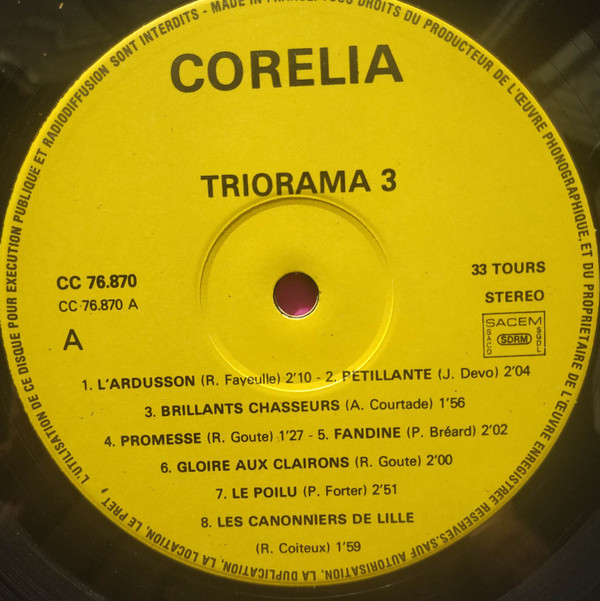 CORELIA
TRIORAMA 3
CC 76.870
CC 76.870 A
A
33 TOURS
STEREO
SACEM
SACD
SDRM
SGDL
1. L'ARDUSSON (R. Fayeulle) 2'10 - 2. PETILLANTE (J. Devo) 2'04
3. BRILLANTS CHASSEURS (A. Courtade) 1'56
4. PROMESSE (R. Goute) 1'27 - 5. FANDINE (P. Bréard) 2'02
6. GLOIRE AUX CLAIRONS (R. Goute) 2'00
7. LE POILU (P. Forter) 2'51
8. LES CANONNIERS DE LILLE
(R. Coiteux) 1'59
MADE IN FRANCE. TOUS DROITS DU PRODUCTEUR DE L'ŒUVRE PHONOGRAPHIQUE, ET DU PROPRIETAIRE DE L'ŒUVRE ENREGISTREE RESERVES. SAUF AUTORISATION, LA DUPLICATION, LA LOCATION, LE PRET, L'UTILISATION DE CE DISQUE POUR EXECUTION PUBLIQUE ET RADIODIFFUSION SONT INTERDITS -